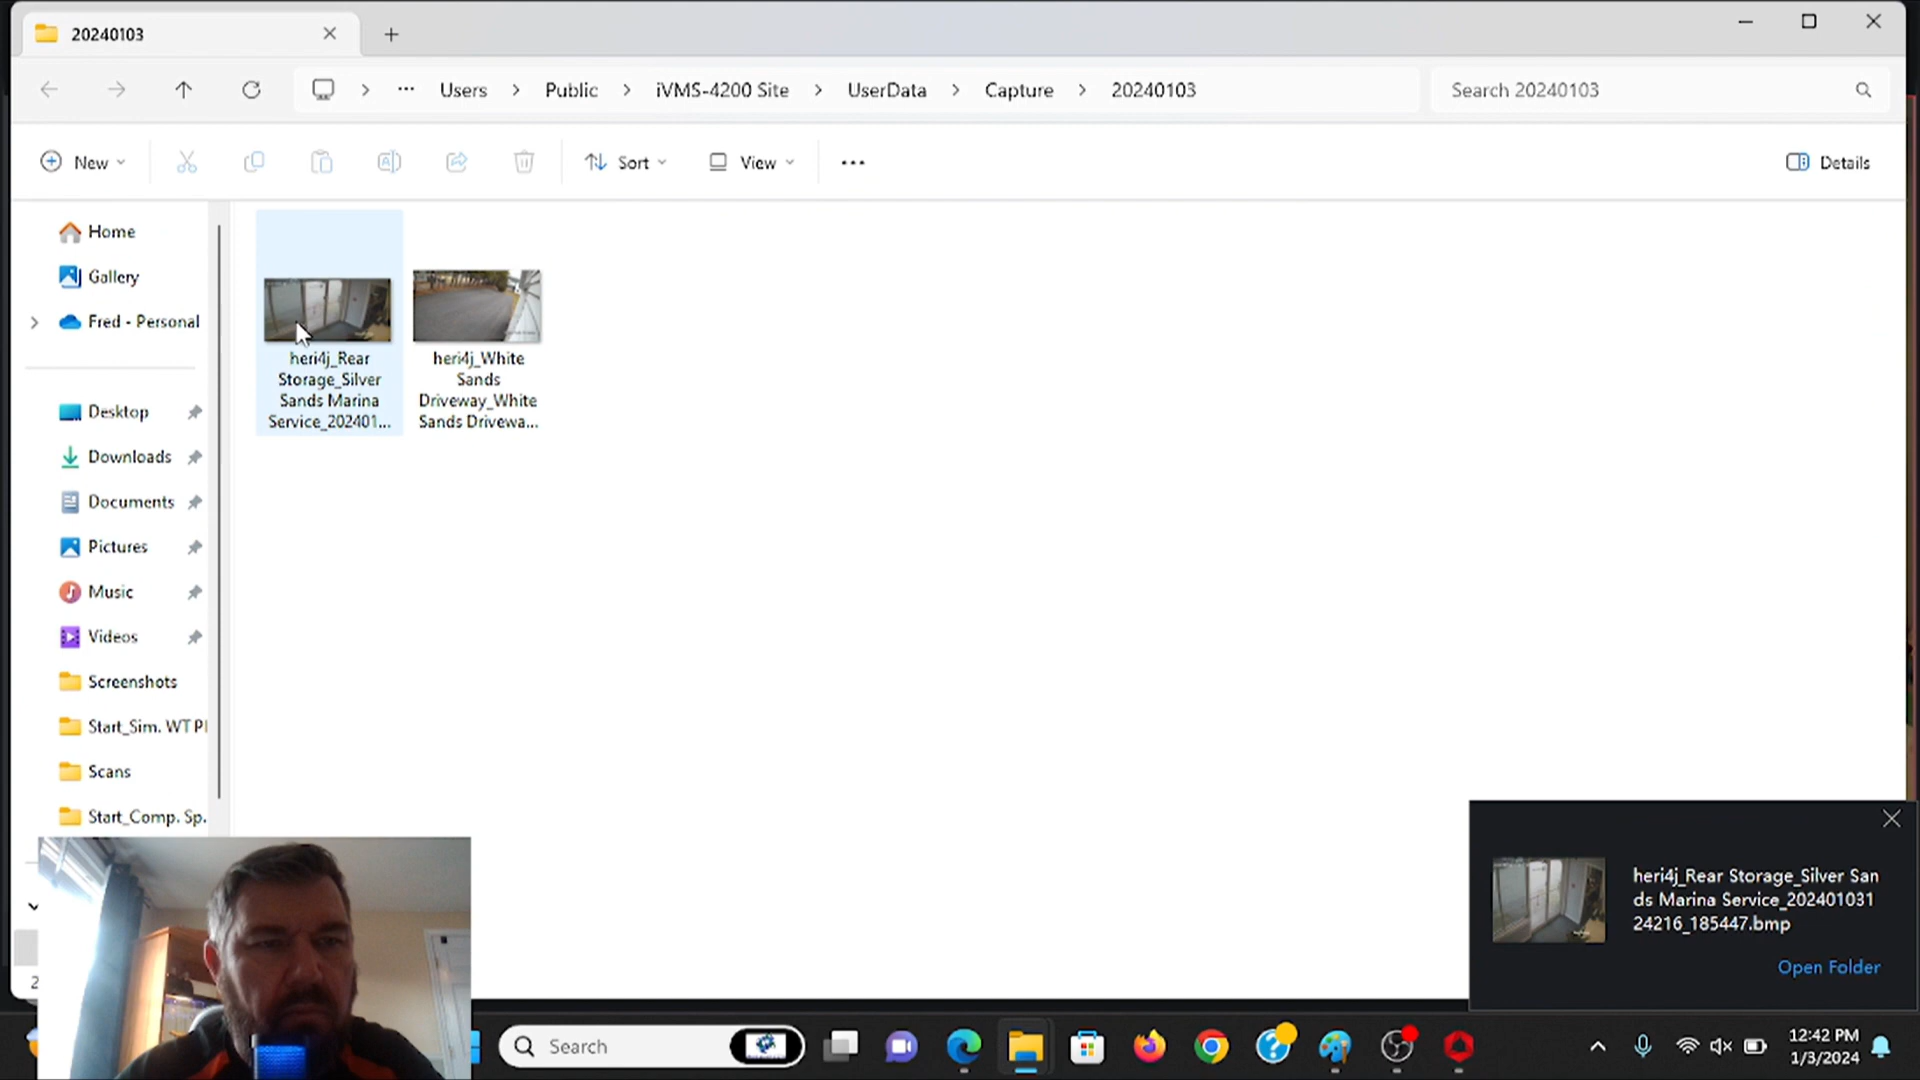 20240103
Users > Public > iVMS-4200 Site > UserData > Capture > 20240103
Search 20240103
New
Sort
View
Details
Home
Gallery
Fred - Personal
Desktop
Downloads
Documents
Pictures
Music
Videos
Screenshots
Start_Sim. WT P
Scans
Start_Comp. Sp.
heri4j_Rear
Storage_Silver
Sands Marina
Service_202401...
heri4j_White
Sands
Driveway_White
Sands Drivewa...
heri4j_Rear Storage_Silver San
ds Marina Service_202401031
24216_185447.bmp
Open Folder
2
Search
12:42 PM
1/3/2024